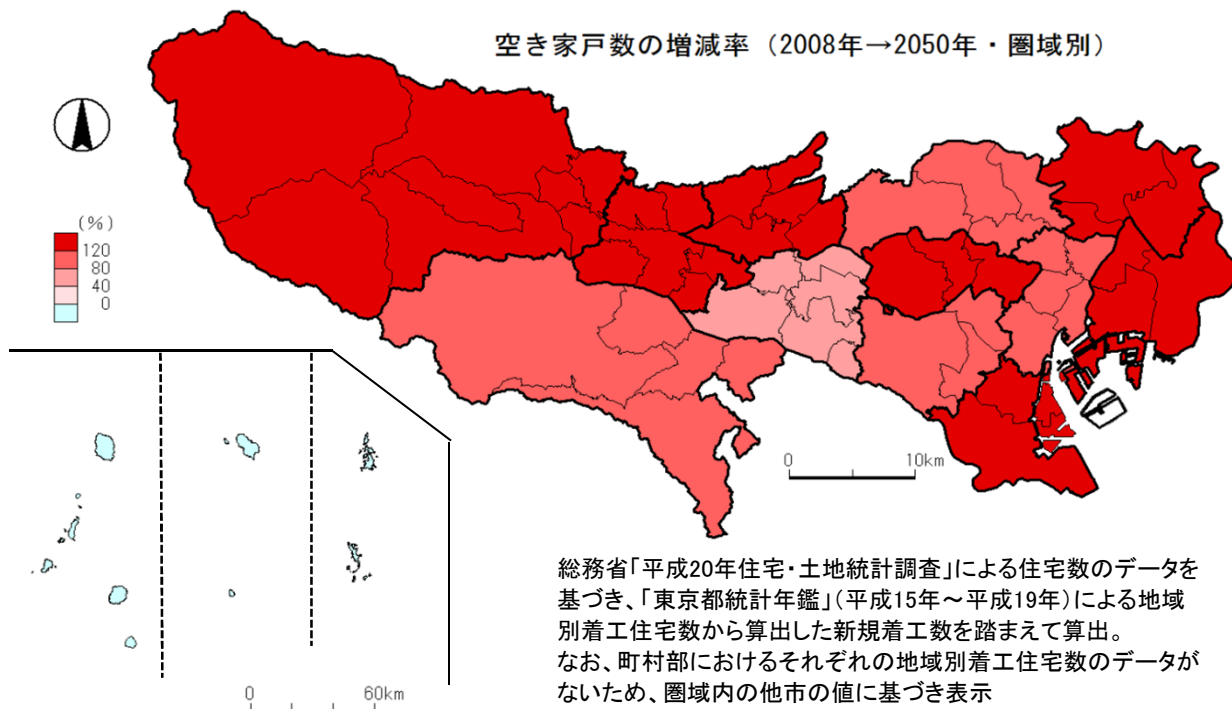 空き家戸数の増減率（2008年→2050年・圏域別）
(%)
120
80
40
0
0 10km
総務省「平成20年住宅・土地統計調査」による住宅数のデータを
基づき、「東京都統計年鑑」（平成15年～平成19年）による地域
別着工住宅数から算出した新規着工数を踏まえて算出。
なお、町村部におけるそれぞれの地域別着工住宅数のデータが
ないため、圏域内の他市の値に基づき表示
0 60km